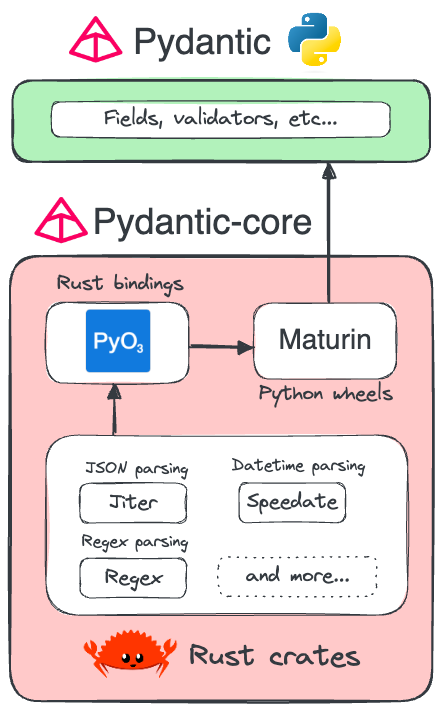 Pydantic
Fields, validators, etc...
Pydantic-core
Rust bindings
PyO3
Maturin
Python wheels
JSON parsing
Jiter
Datetime parsing
Speedate
Regex parsing
Regex
and more...
Rust crates